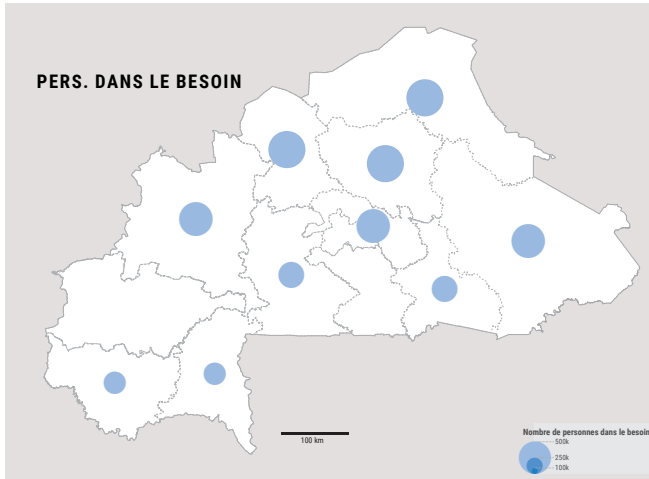 PERS. DANS LE BESOIN
100 km
Nombre de personnes dans le besoin
500k
250k
100k